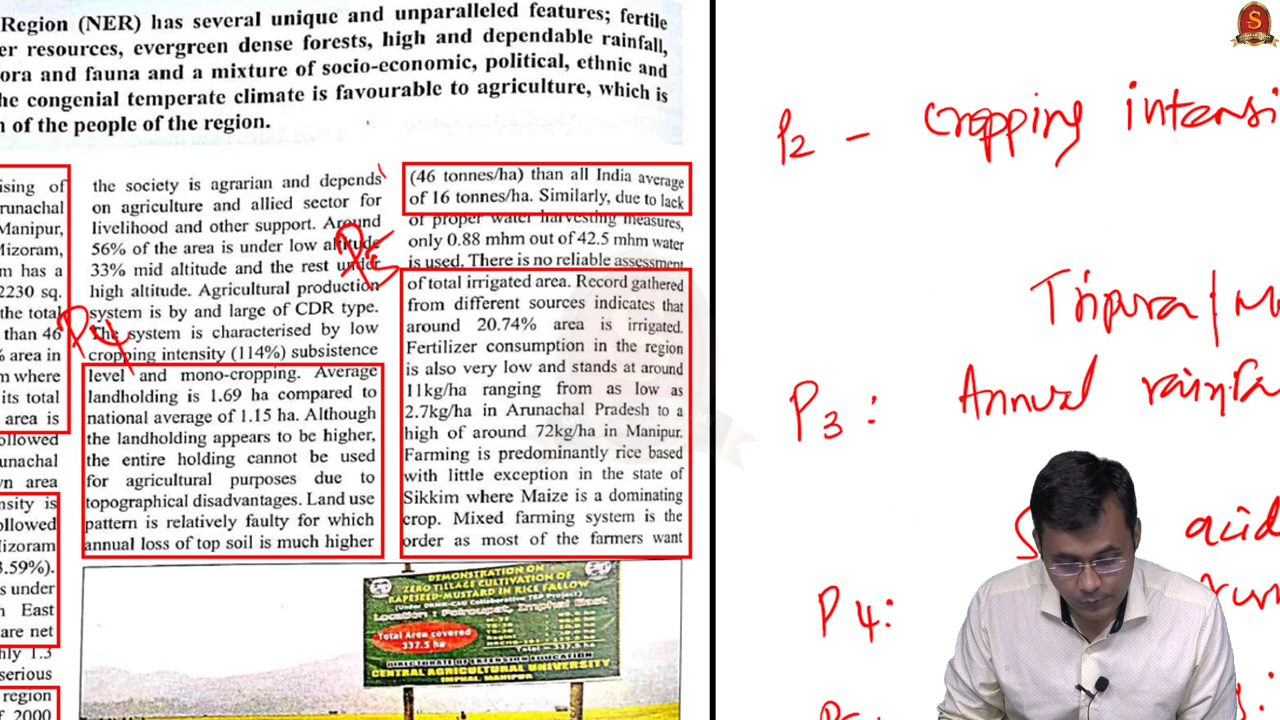 Region (NER) has several unique and unparalleled features; fertile
er resources, evergreen dense forests, high and dependable rainfall,
ora and fauna and a mixture of socio-economic, political, ethnic and
he congenial temperate climate is favourable to agriculture, which is
n of the people of the region.
ising of
runachal
Manipur,
Mizoram,
m has a
2230 sq.
the total
than 46
% area in
m where
its total
area is
ollowed
unachal
wn area
nsity is
ollowed
Mizoram
3.59%).
s under
h East
are net
hly 1.3
serious
region
f 2000
the society is agrarian and depends
on agriculture and allied sector for
livelihood and other support. Around
56% of the area is under low altitude
33% mid altitude and the rest under
high altitude. Agricultural production
system is by and large of CDR type.
The system is characterised by low
cropping intensity (114%) subsistence
level and mono-cropping. Average
landholding is 1.69 ha compared to
national average of 1.15 ha. Although
the landholding appears to be higher,
the entire holding cannot be used
for agricultural purposes due to
topographical disadvantages. Land use
pattern is relatively faulty for which
annual loss of top soil is much higher
P4
P5
(46 tonnes/ha) than all India average
of 16 tonnes/ha. Similarly, due to lack
of proper water harvesting measures,
only 0.88 mhm out of 42.5 mhm water
is used. There is no reliable assessment
of total irrigated area. Record gathered
from different sources indicates that
around 20.74% area is irrigated.
Fertilizer consumption in the region
is also very low and stands at around
11kg/ha ranging from as low as
2.7kg/ha in Arunachal Pradesh to a
high of around 72kg/ha in Manipur.
Farming is predominantly rice based
with little exception in the state of
Sikkim where Maize is a dominating
crop. Mixed farming system is the
order as most of the farmers want
DEMONSTRATION ON
ZERO TILLAGE CULTIVATION OF
RAPESEED-MUSTARD IN RICE FALLOW
Location :
Total Area covered
337.5 ha
DIRECTORATE OF EXTENSION EDUCATION
CENTRAL AGRICULTURAL UNIVERSITY
IMPHAL, MANIPUR
P2 - cropping intensi
Tripura / M
P3 : Annual rainfa
S acid
P4: run
S